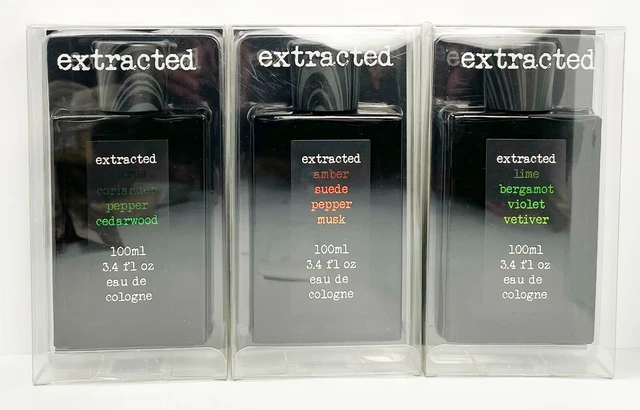 extracted
extracted
coriander
pepper
cedarwood
100ml
3.4 fl oz
eau de
cologne
extracted
extracted
amber
suede
pepper
musk
100ml
3.4 fl oz
eau de
cologne
extracted
extracted
lime
bergamot
violet
vetiver
100ml
3.4 fl oz
eau de
cologne